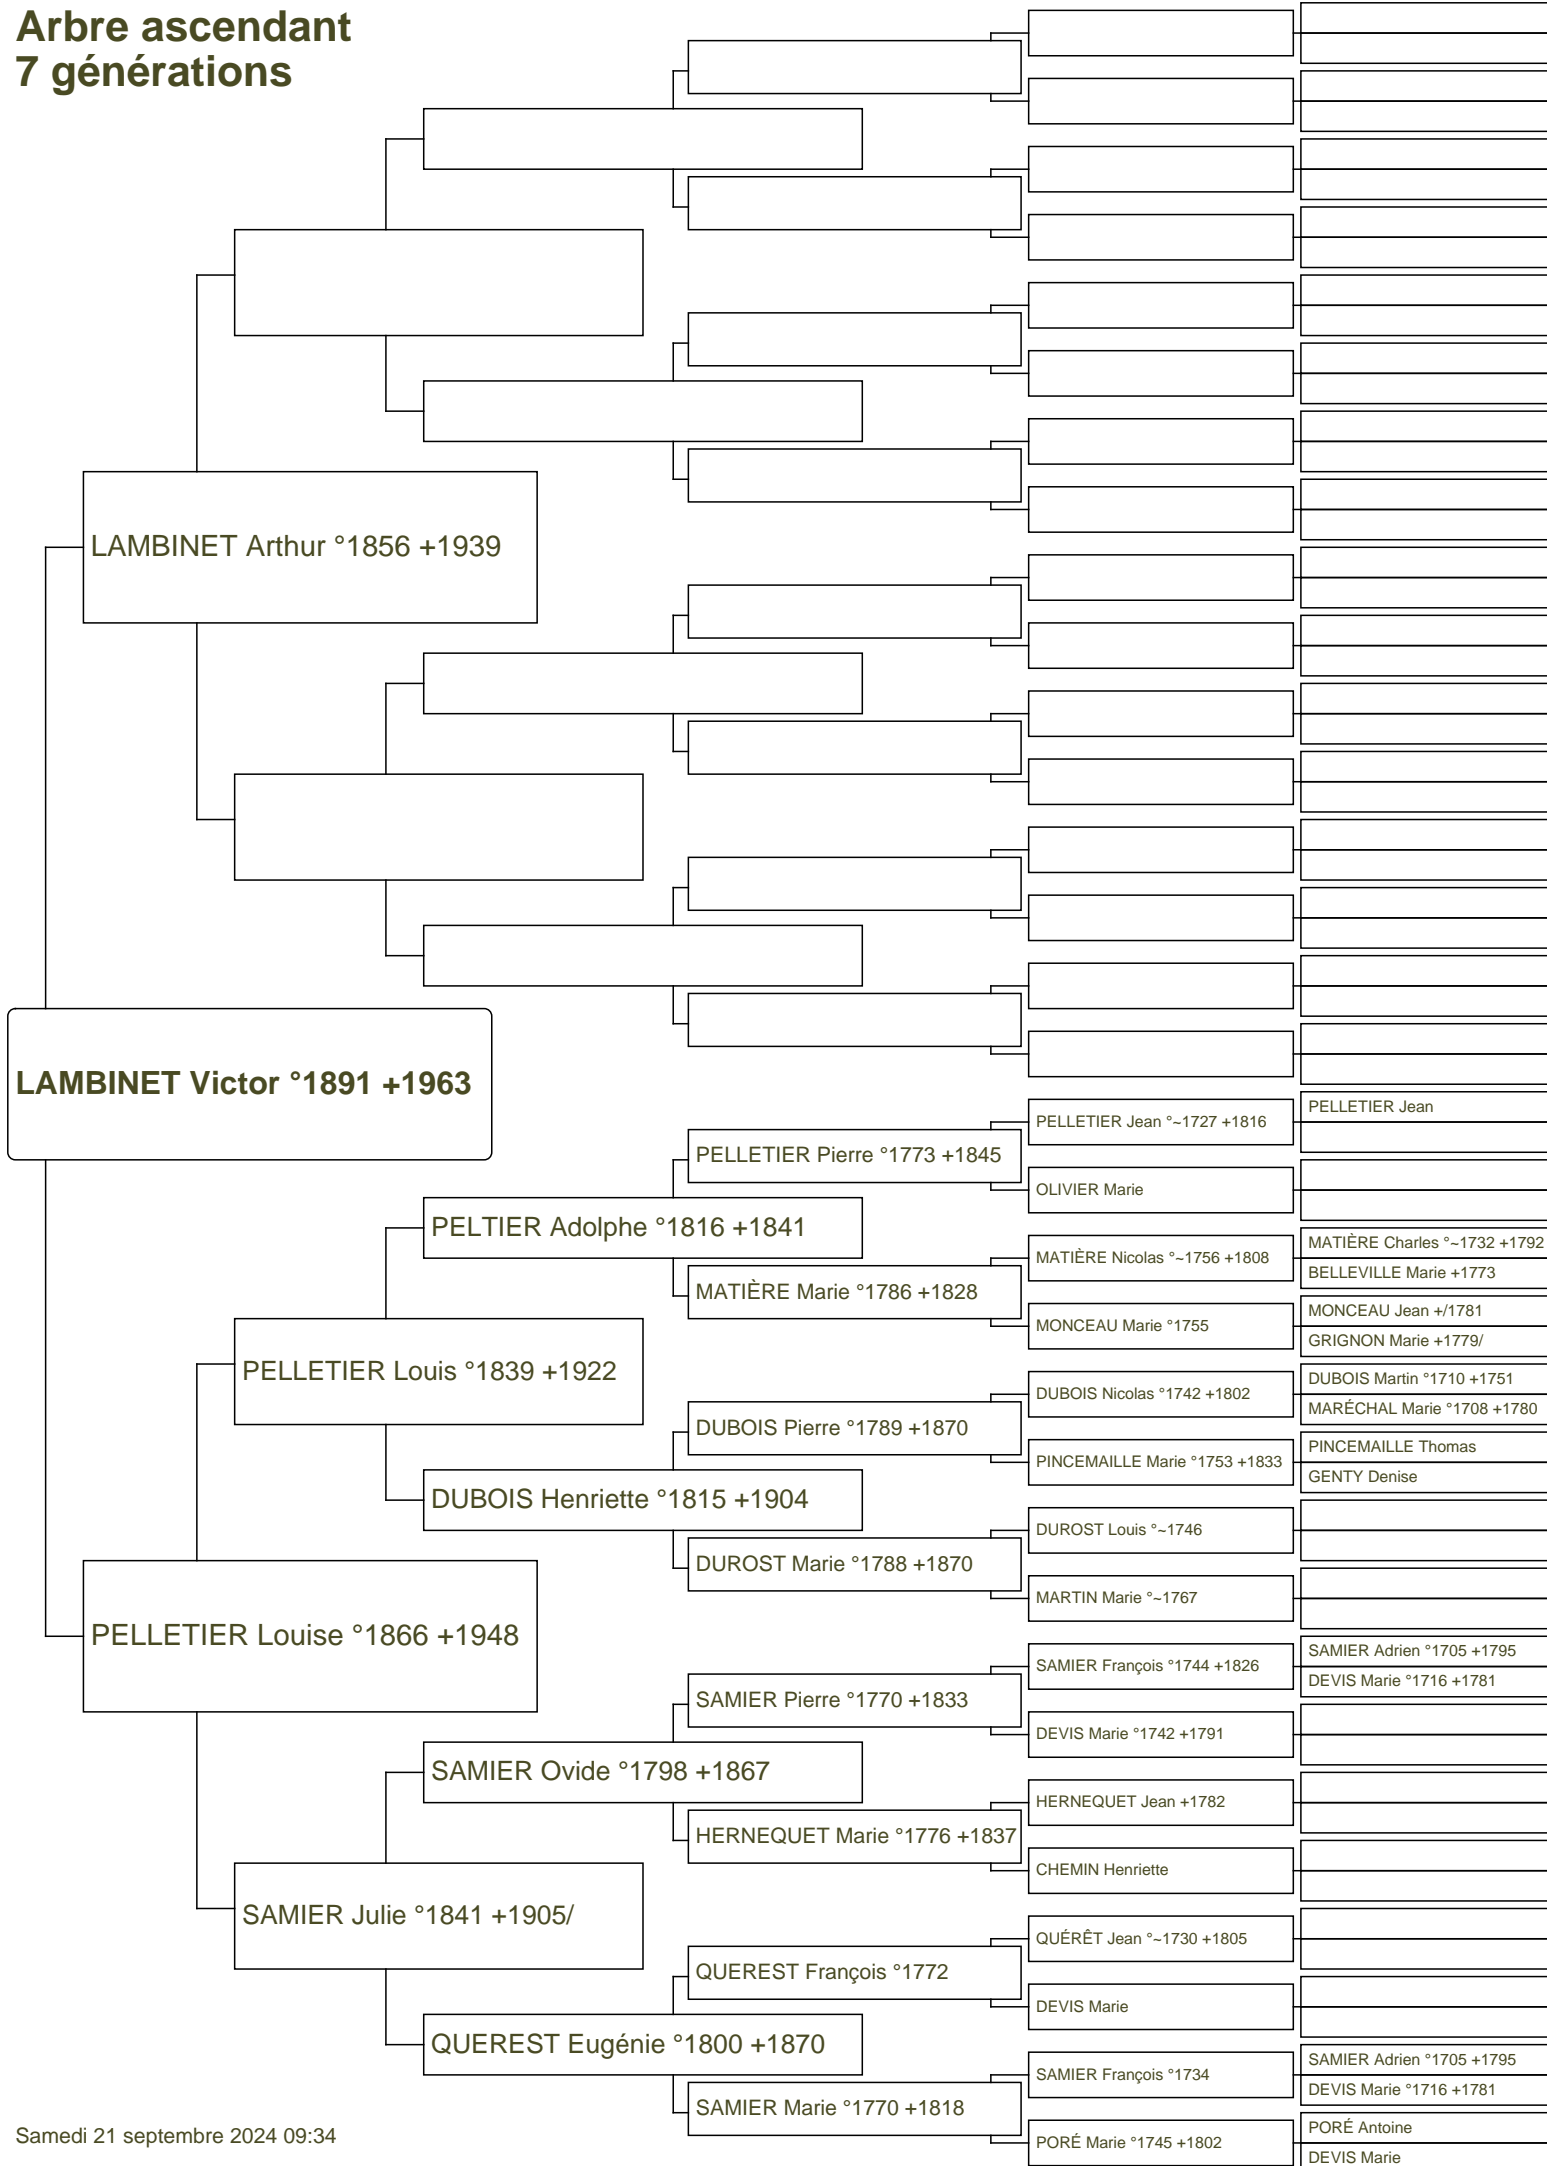 Arbre ascendant
7 générations
LAMBINET Arthur °1856 +1939
LAMBINET Victor °1891 +1963
PELLETIER Jean °~1727 +1816
PELLETIER Jean
PELLETIER Pierre °1773 +1845
OLIVIER Marie
PELTIER Adolphe °1816 +1841
MATIÈRE Nicolas °~1756 +1808
MATIÈRE Charles °~1732 +1792
BELLEVILLE Marie +1773
MATIÈRE Marie °1786 +1828
MONCEAU Marie °1755
MONCEAU Jean +/1781
GRIGNON Marie +1779/
PELLETIER Louis °1839 +1922
DUBOIS Nicolas °1742 +1802
DUBOIS Martin °1710 +1751
MARÉCHAL Marie °1708 +1780
DUBOIS Pierre °1789 +1870
PINCEMAILLE Marie °1753 +1833
PINCEMAILLE Thomas
GENTY Denise
DUBOIS Henriette °1815 +1904
DUROST Louis °~1746
DUROST Marie °1788 +1870
MARTIN Marie °~1767
PELLETIER Louise °1866 +1948
SAMIER François °1744 +1826
SAMIER Adrien °1705 +1795
DEVIS Marie °1716 +1781
SAMIER Pierre °1770 +1833
DEVIS Marie °1742 +1791
SAMIER Ovide °1798 +1867
HERNEQUET Jean +1782
HERNEQUET Marie °1776 +1837
CHEMIN Henriette
SAMIER Julie °1841 +1905/
QUÉRÊT Jean °~1730 +1805
QUEREST François °1772
DEVIS Marie
QUEREST Eugénie °1800 +1870
SAMIER François °1734
SAMIER Adrien °1705 +1795
DEVIS Marie °1716 +1781
SAMIER Marie °1770 +1818
PORÉ Marie °1745 +1802
PORÉ Antoine
DEVIS Marie
Samedi 21 septembre 2024 09:34